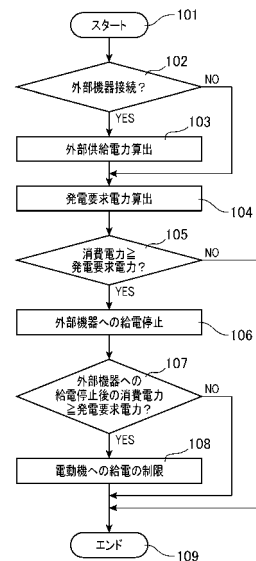 スタート
101
外部機器接続？
102
NO
YES
103
外部供給電力算出
発電要求電力算出
104
105
消費電力≧
発電要求電力？
NO
YES
外部機器への給電停止
106
107
外部機器への
給電停止後の消費電力
≧発電要求電力？
NO
YES
108
電動機への給電の制限
エンド
109